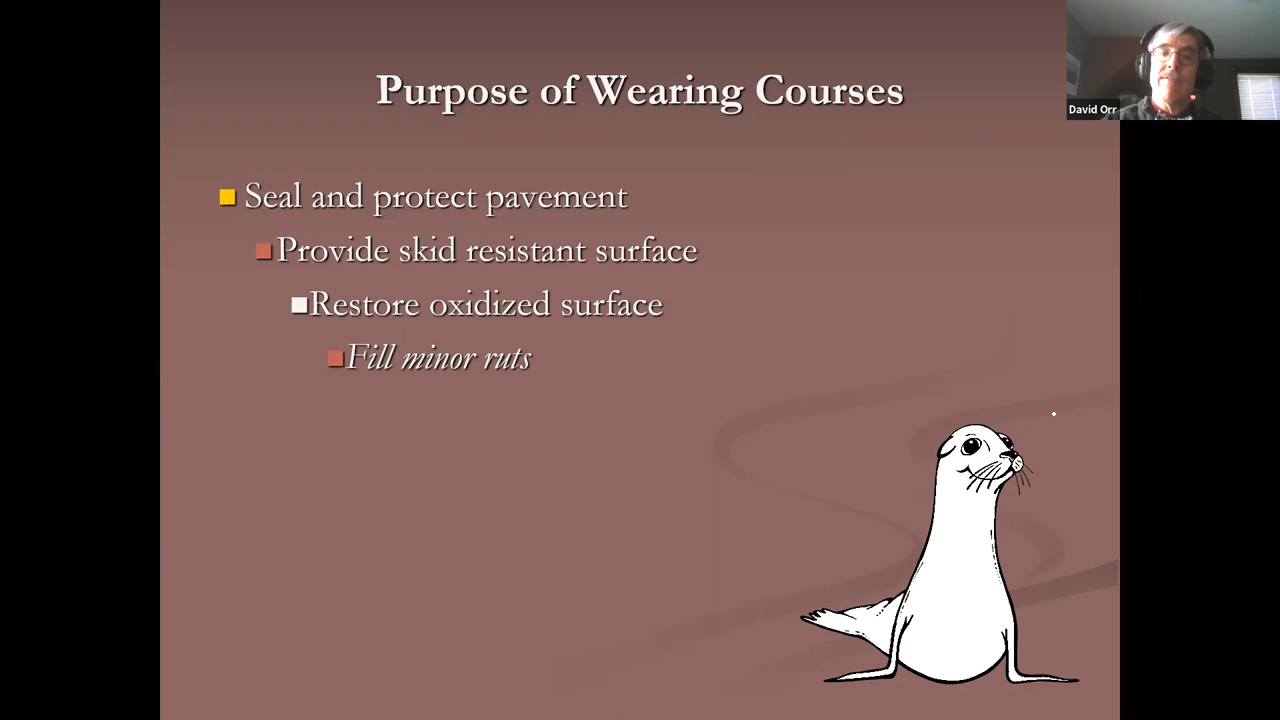 Purpose of Wearing Courses
David Orr
Seal and protect pavement
Provide skid resistant surface
Restore oxidized surface
Fill minor ruts